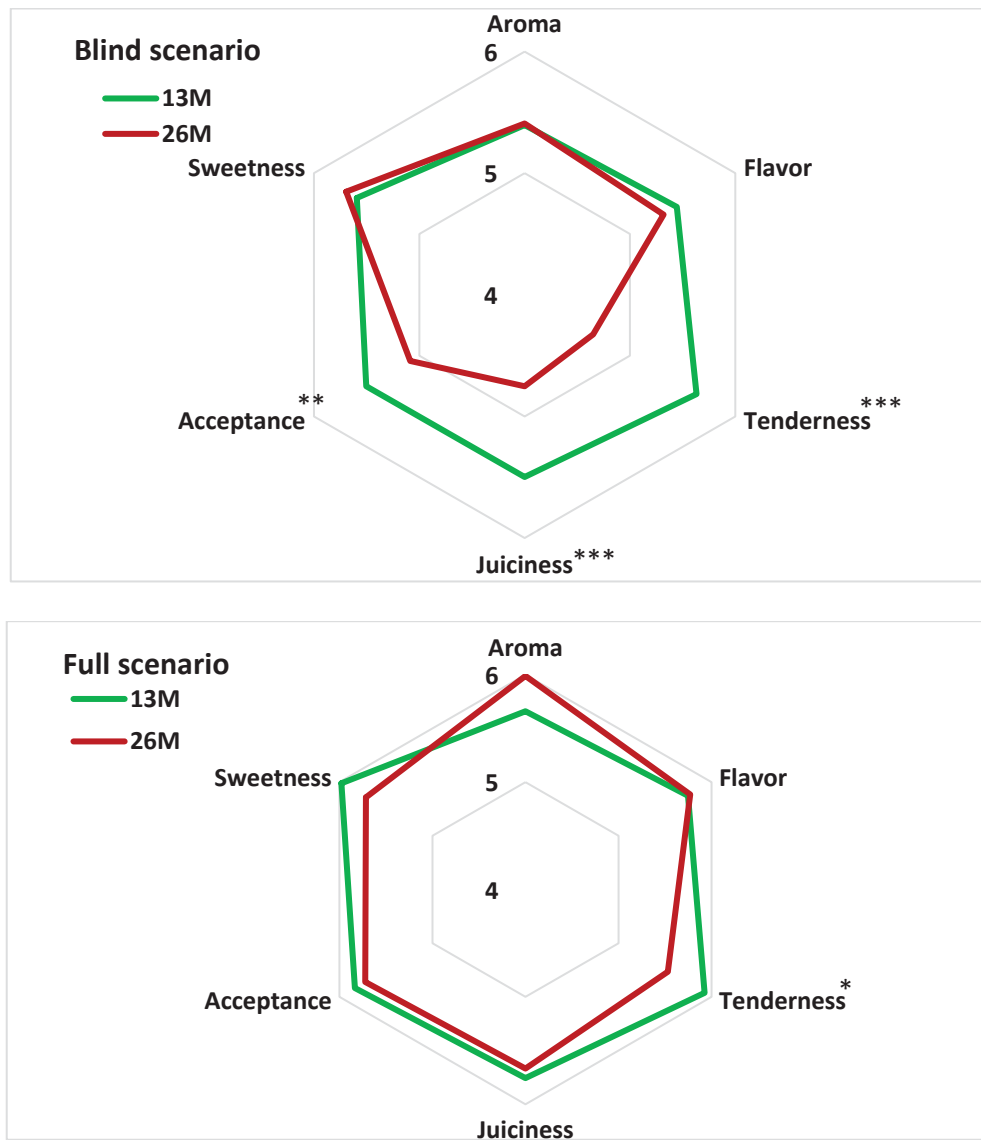 Aroma
Blind scenario
6
13M
26M
Sweetness
5
Flavor
4
Acceptance**
Tenderness***
Juiciness***
Aroma
Full scenario
6
13M
26M
Sweetness
5
Flavor
4
Acceptance
Tenderness*
Juiciness